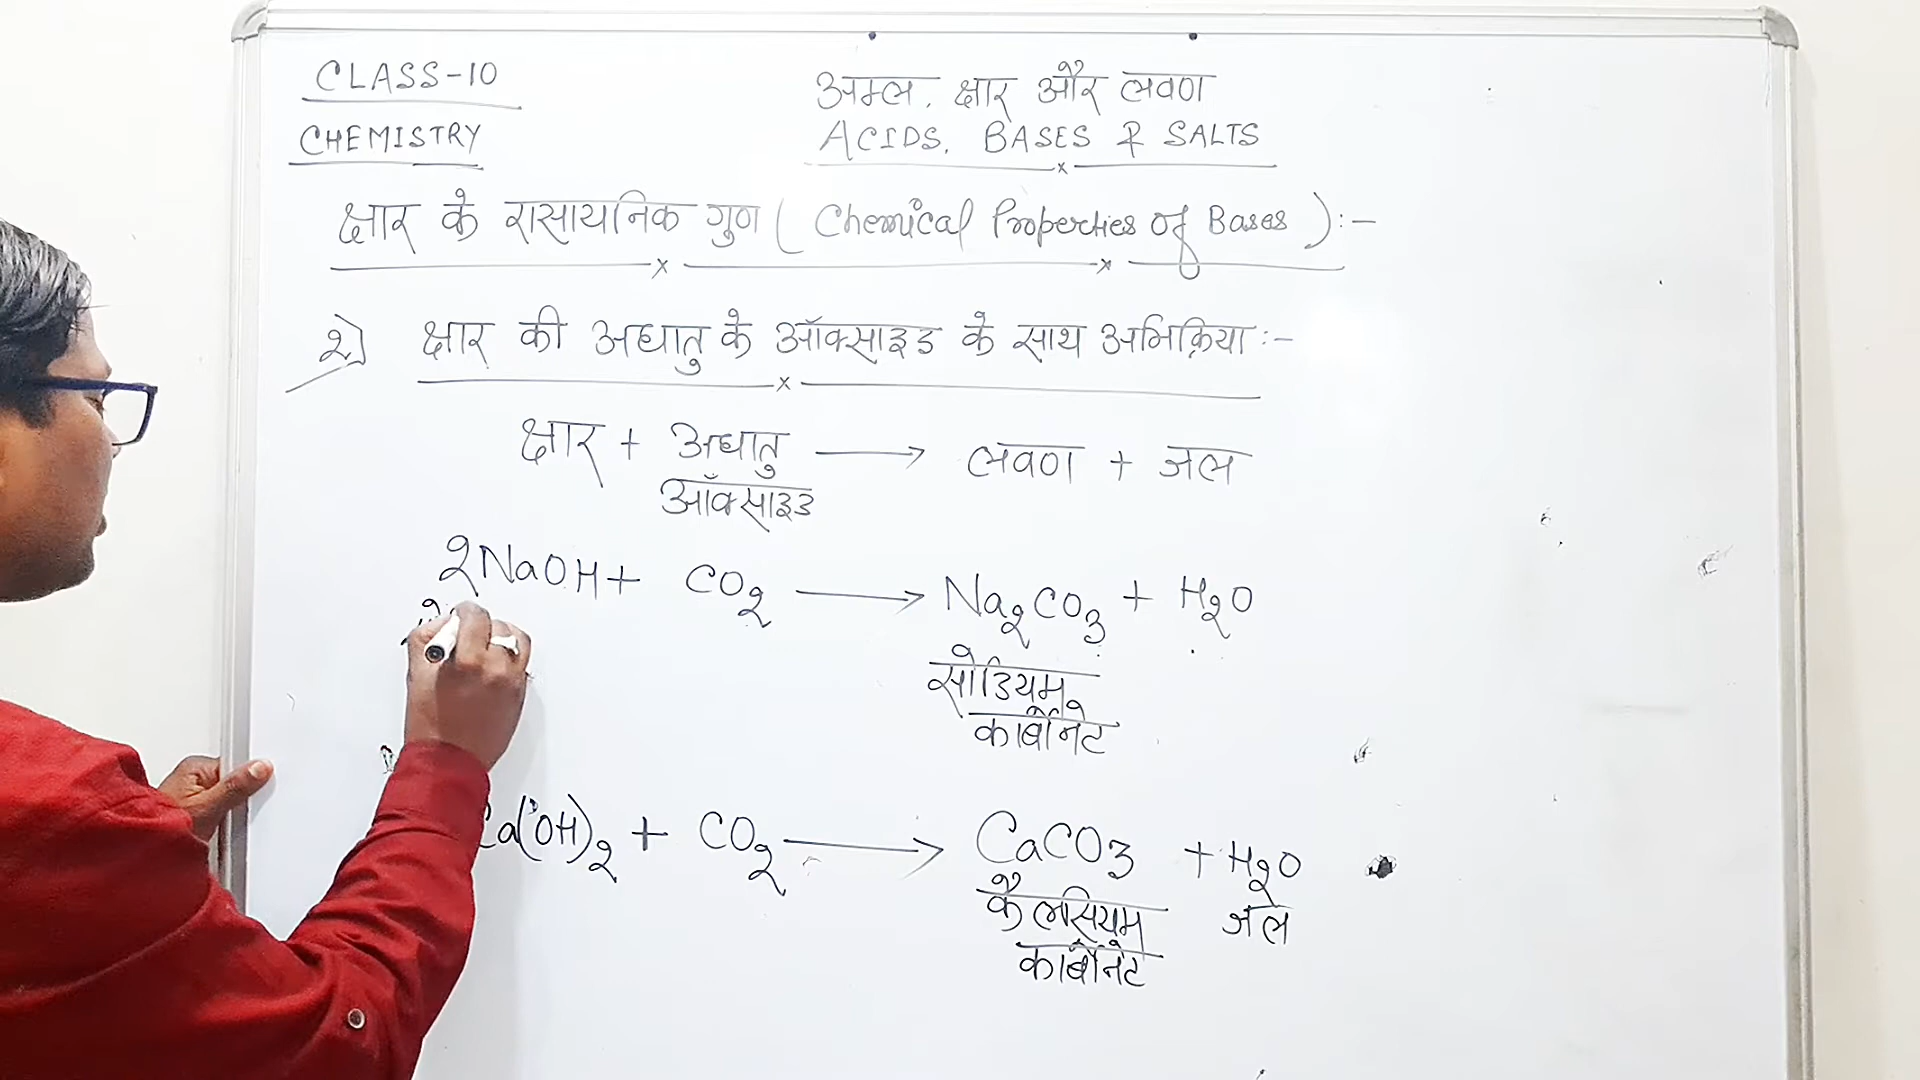 CLASS-10
CHEMISTRY
अम्ल, क्षार और लवण
ACIDS, BASES & SALTS
क्षार के रासायनिक गुण (Chemical Properties of Bases):-
2) क्षार की अधातु के ऑक्साइड के साथ अभिक्रिया:-
क्षार + अधातु ऑक्साइड → लवण + जल
2NaOH + CO2 → Na2CO3 + H2O
सोडियम
कार्बोनेट
Ca(OH)2 + CO2 → CaCO3 + H2O
कैलसियम जल
कार्बोनेट